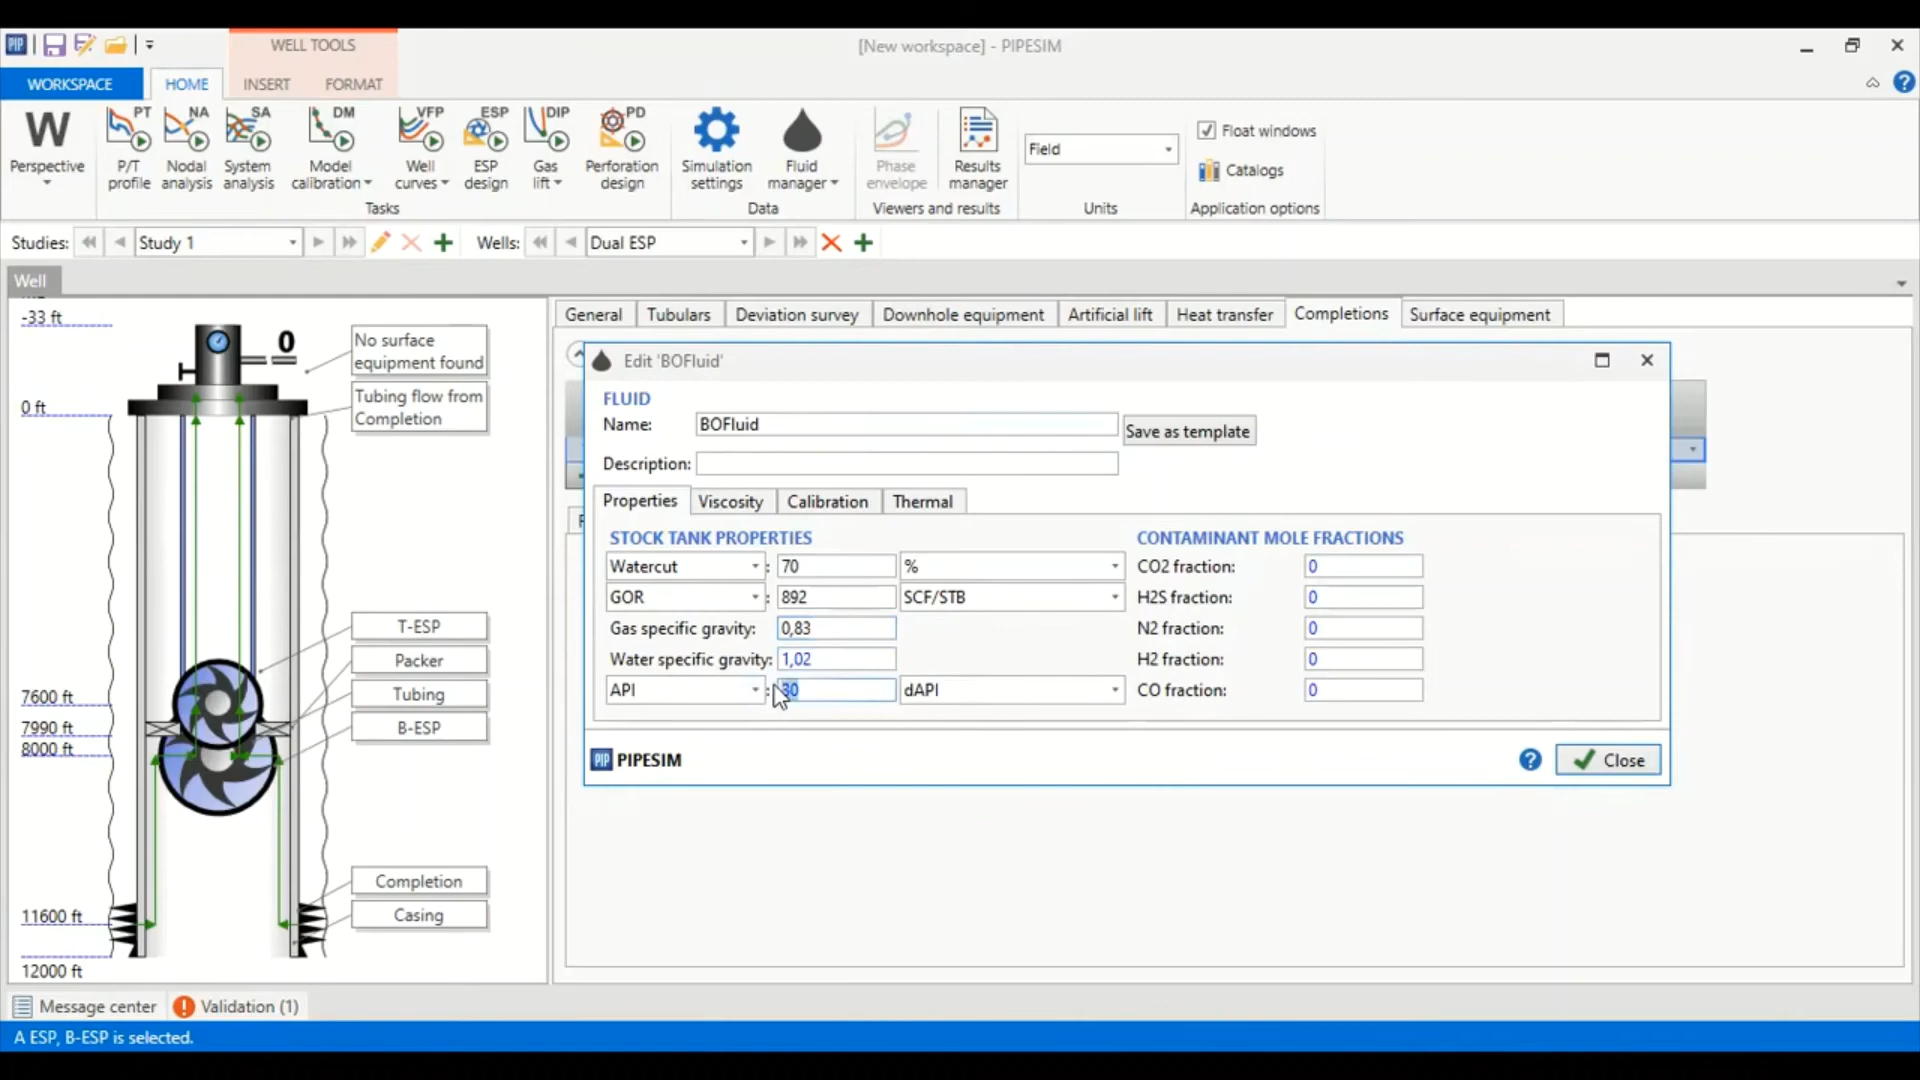 PIP
WELL TOOLS
[New workspace] - PIPESIM
WORKSPACE
HOME
INSERT
FORMAT
Perspective
PT
P/T
profile
NA
Nodal
analysis
SA
System
analysis
DM
Model
calibration
VFP
Well
curves
ESP
ESP
design
DIP
Gas
lift
PD
Perforation
design
Tasks
Simulation
settings
Fluid
manager
Data
Phase
envelope
Results
manager
Viewers and results
Field
Units
Float windows
Catalogs
Application options
Studies:
Study 1
Wells:
Dual ESP
Well
-33 ft
0
No surface
equipment found
0 ft
Tubing flow from
Completion
T-ESP
Packer
7600 ft
Tubing
7990 ft
B-ESP
8000 ft
Completion
11600 ft
Casing
12000 ft
General
Tubulars
Deviation survey
Downhole equipment
Artificial lift
Heat transfer
Completions
Surface equipment
Edit 'BOFluid'
FLUID
Name:
BOFluid
Save as template
Description:
Properties
Viscosity
Calibration
Thermal
STOCK TANK PROPERTIES
CONTAMINANT MOLE FRACTIONS
Watercut : 70 %
CO2 fraction: 0
GOR : 892 SCF/STB
H2S fraction: 0
Gas specific gravity: 0,83
N2 fraction: 0
Water specific gravity: 1,02
H2 fraction: 0
API : 30 dAPI
CO fraction: 0
PIP PIPESIM
?
Close
Message center
Validation (1)
A ESP, B-ESP is selected.